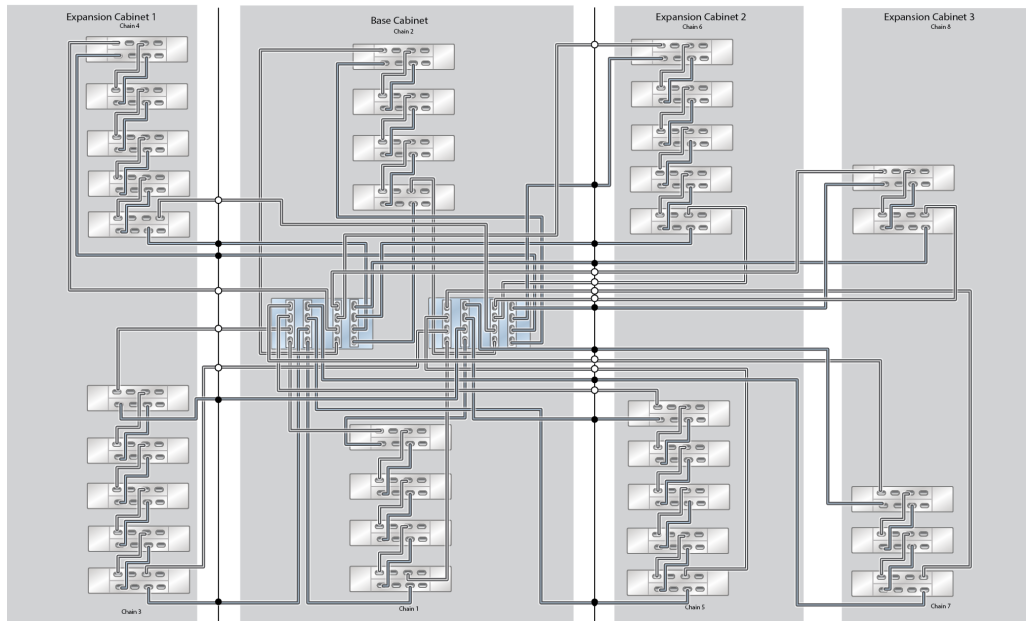 Expansion Cabinet 1
Chain 4
Base Cabinet
Chain 2
Expansion Cabinet 2
Chain 6
Expansion Cabinet 3
Chain 8
Chain 3
Chain 1
Chain 5
Chain 7